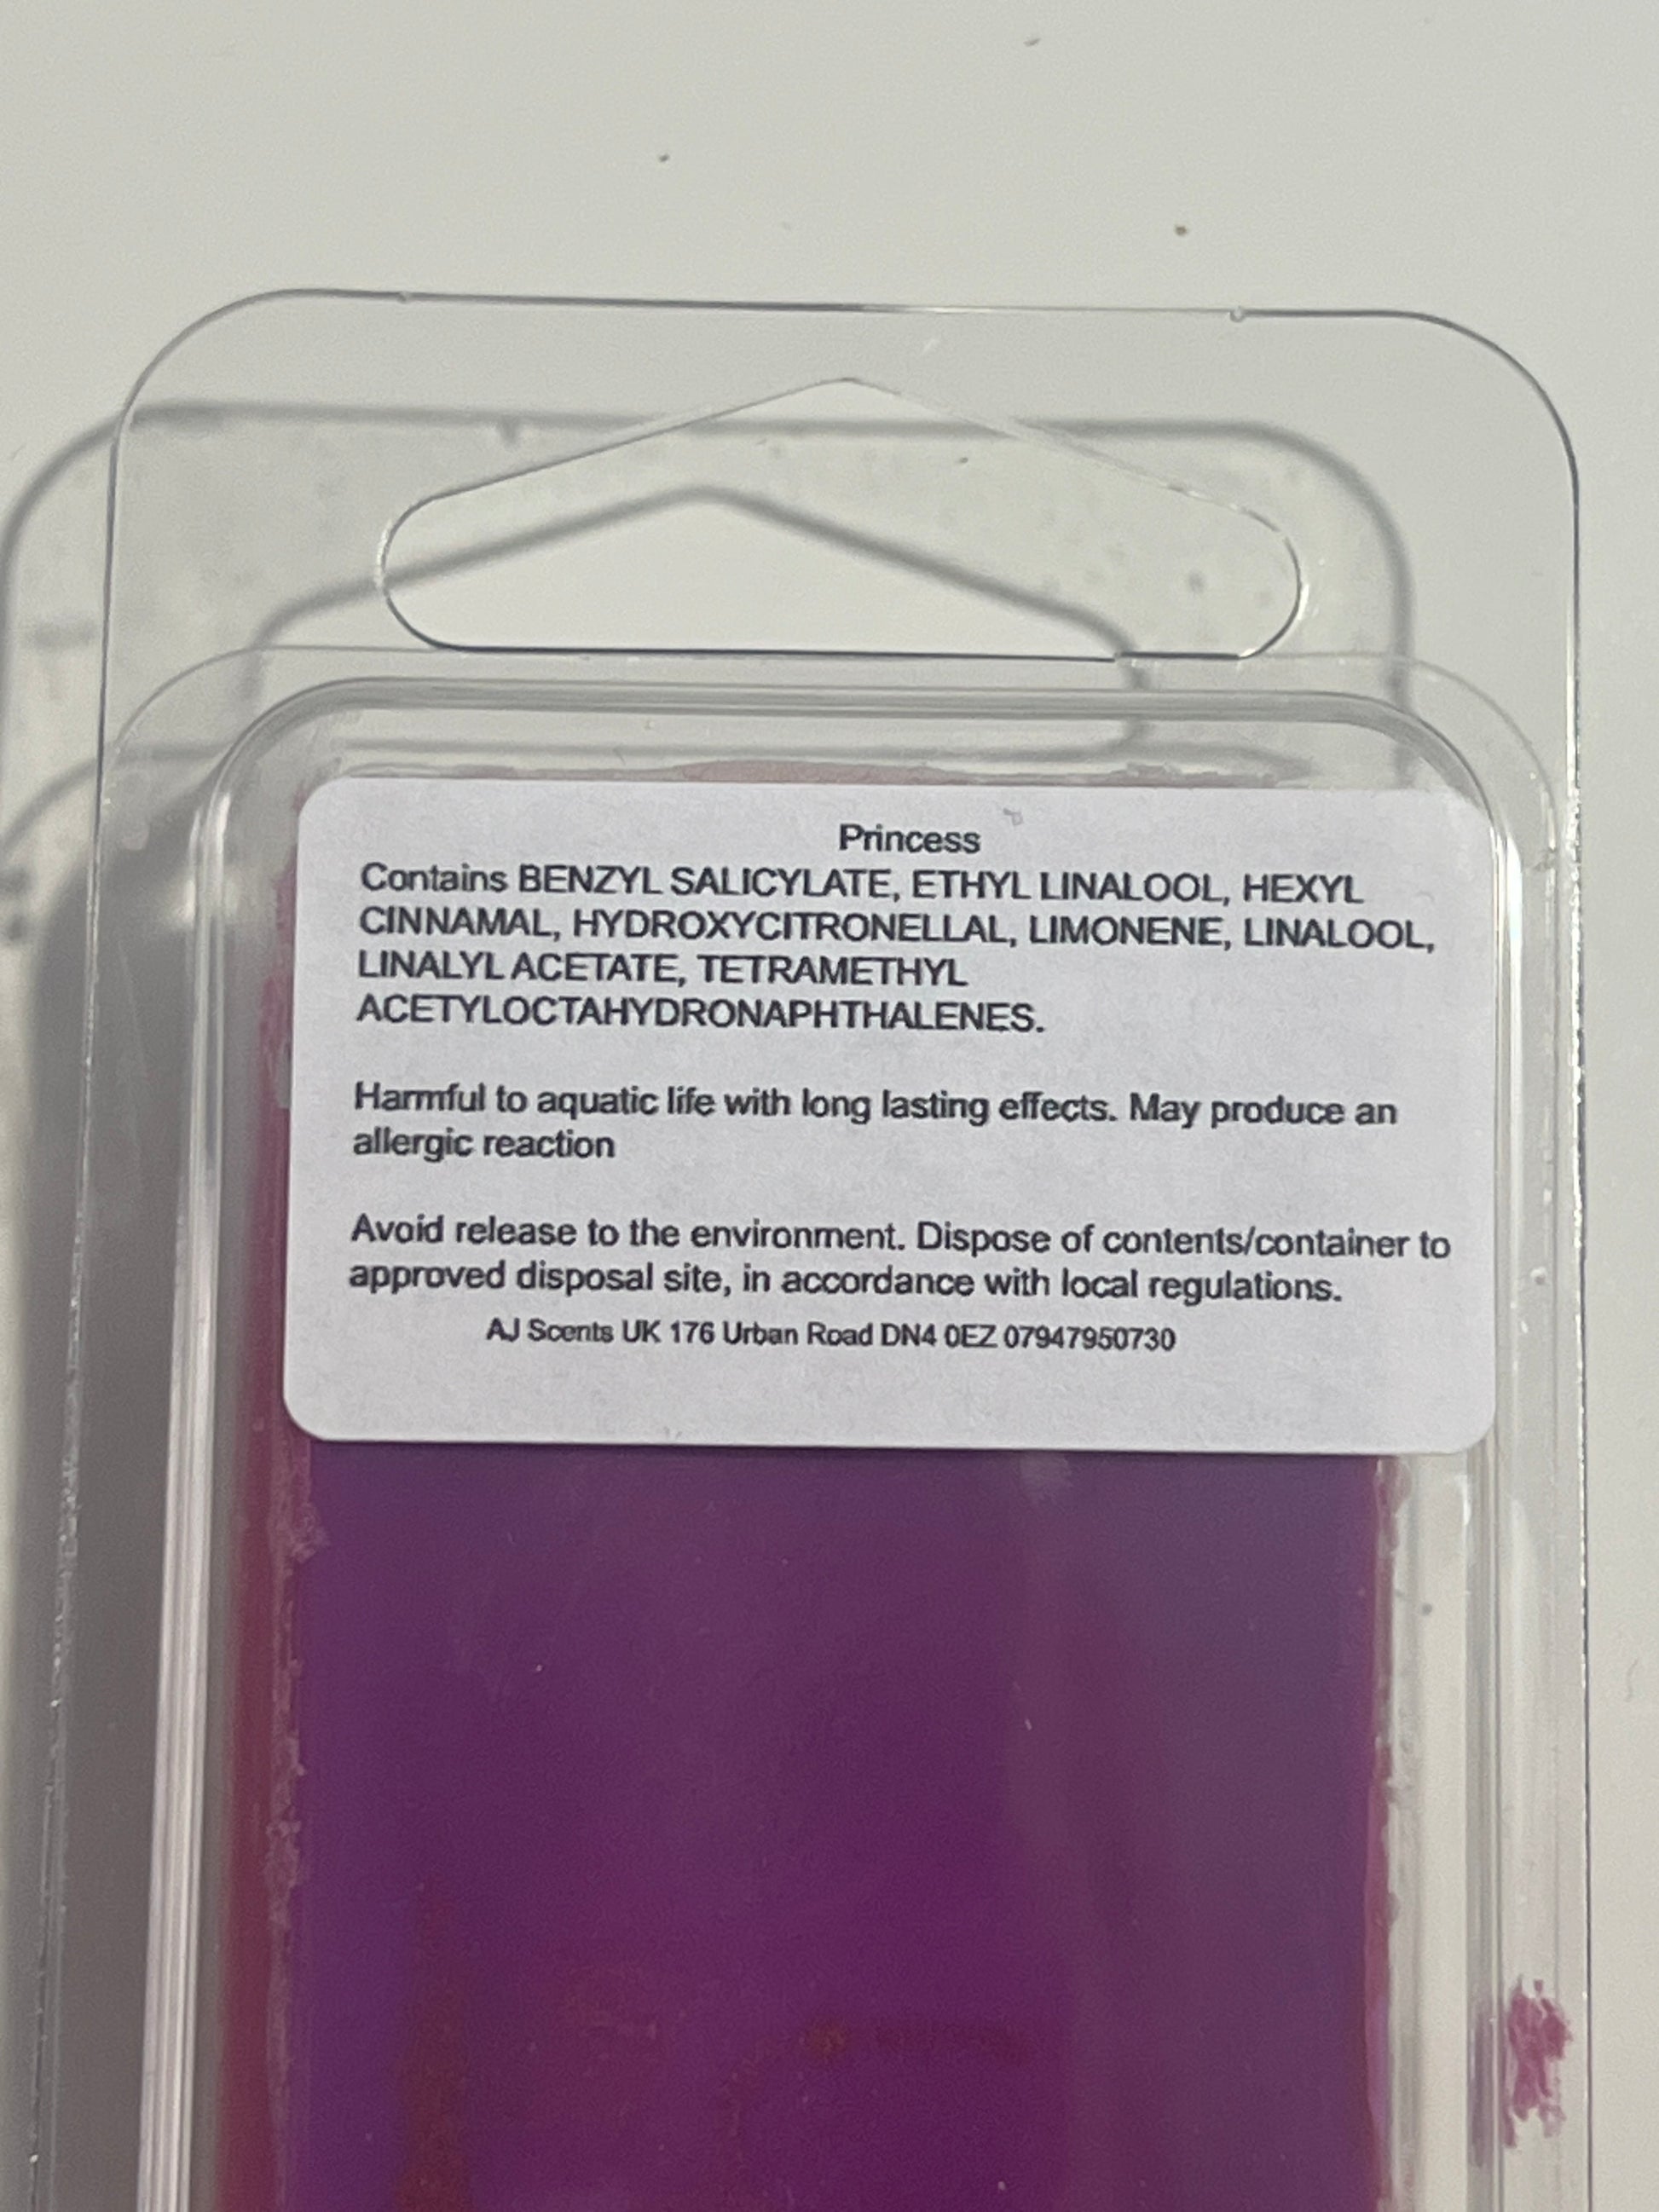 Princess
Contains BENZYL SALICYLATE, ETHYL LINALOOL, HEXYL
CINNAMAL, HYDROXYCITRONELLAL, LIMONENE, LINALOOL,
LINALYL ACETATE, TETRAMETHYL
ACETYLOCTAHYDRONAPHTHALENES.
Harmful to aquatic life with long lasting effects. May produce an
allergic reaction
Avoid release to the environment. Dispose of contents/container to
approved disposal site, in accordance with local regulations.
AJ Scents UK 176 Urban Road DN4 0EZ 07947950730